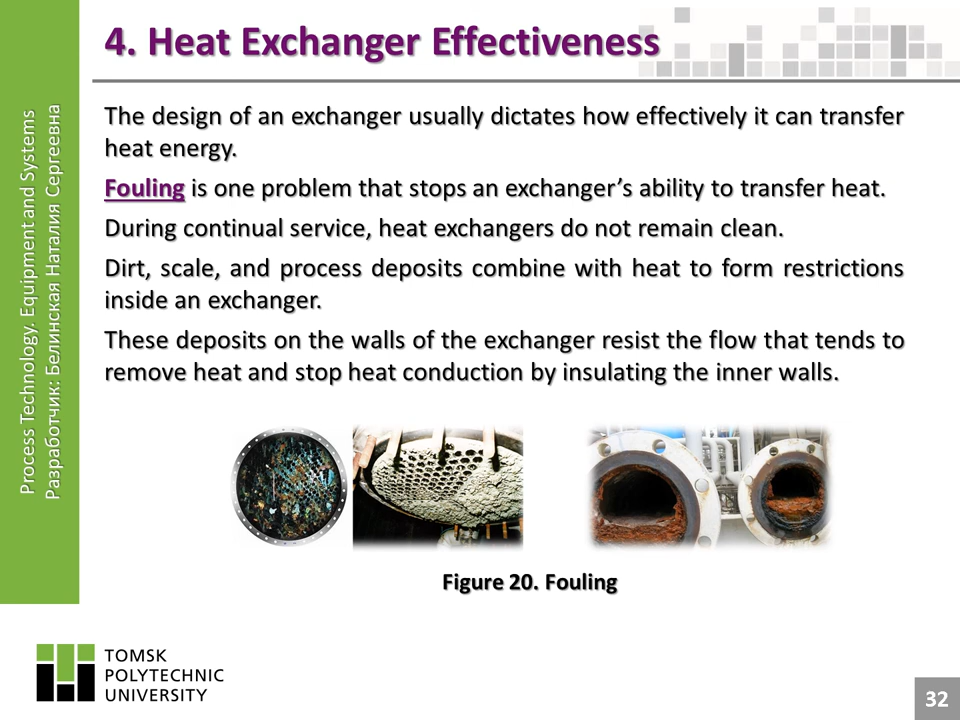 4. Heat Exchanger Effectiveness
Process Technology. Equipment and Systems
Разработчик: Белинская Наталия Сергеевна
The design of an exchanger usually dictates how effectively it can transfer
heat energy.
Fouling is one problem that stops an exchanger’s ability to transfer heat.
During continual service, heat exchangers do not remain clean.
Dirt, scale, and process deposits combine with heat to form restrictions
inside an exchanger.
These deposits on the walls of the exchanger resist the flow that tends to
remove heat and stop heat conduction by insulating the inner walls.
Figure 20. Fouling
TOMSK
POLYTECHNIC
UNIVERSITY
32